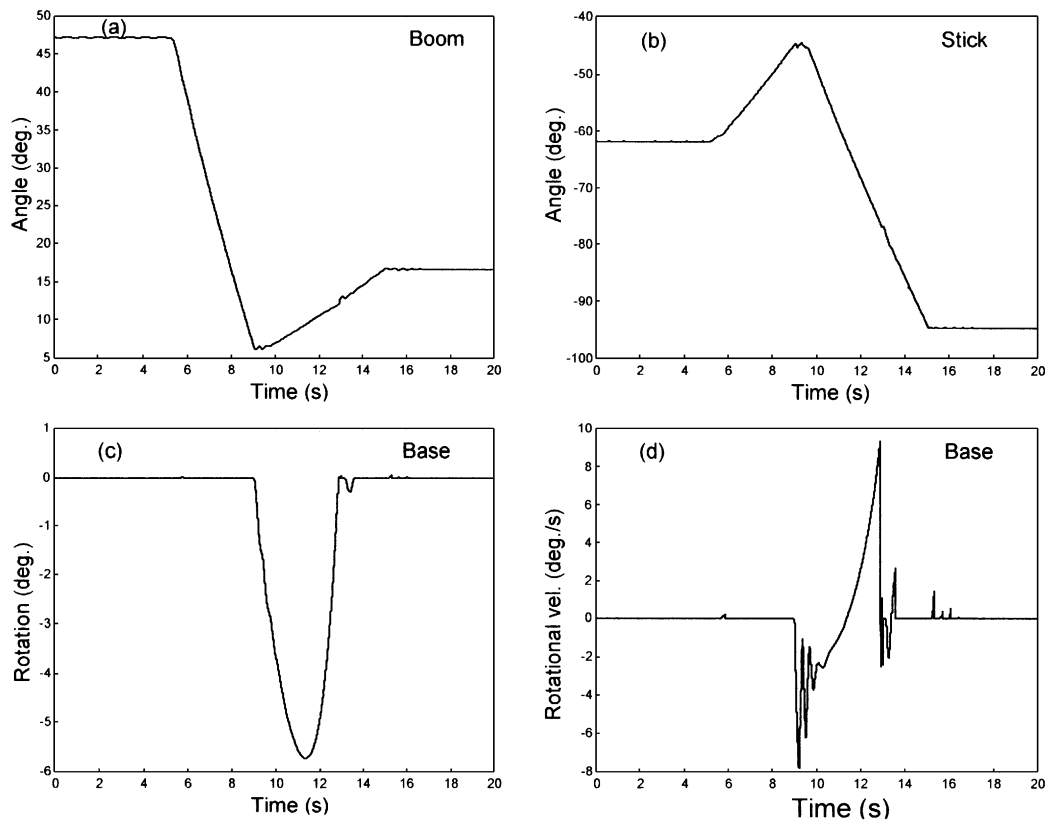 (a) Boom
50
45
40
35
30
25
20
15
10
5
Angle (deg.)
0 2 4 6 8 10 12 14 16 18 20
Time (s)
(b) Stick
-40
-50
-60
-70
-80
-90
-100
Angle (deg.)
0 2 4 6 8 10 12 14 16 18 20
Time (s)
(c) Base
1
0
-1
-2
-3
-4
-5
-6
Rotation (deg.)
0 2 4 6 8 10 12 14 16 18 20
Time (s)
(d) Base
10
8
6
4
2
0
-2
-4
-6
-8
Rotational vel. (deg./s)
0 2 4 6 8 10 12 14 16 18 20
Time (s)